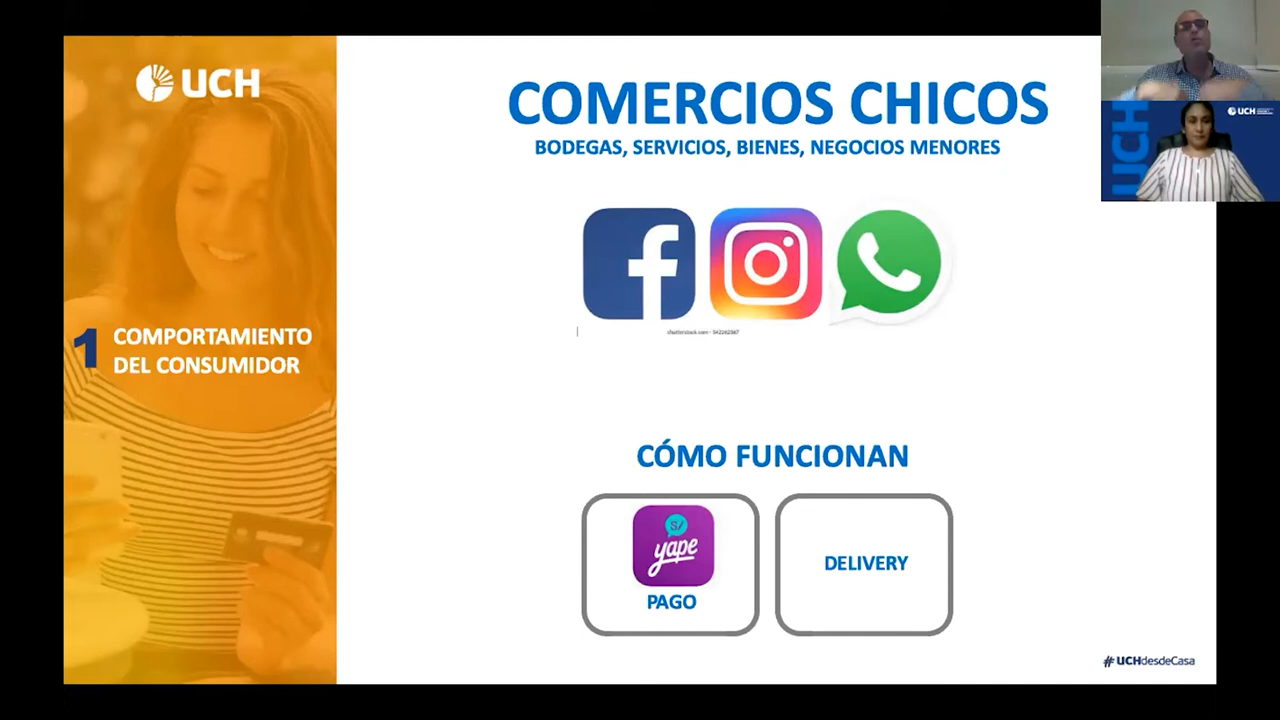 UCH
COMERCIOS CHICOS
BODEGAS, SERVICIOS, BIENES, NEGOCIOS MENORES
UCH
UCH
1 COMPORTAMIENTO
DEL CONSUMIDOR
CÓMO FUNCIONAN
S/
yape
PAGO
DELIVERY
#UCHdesdeCasa